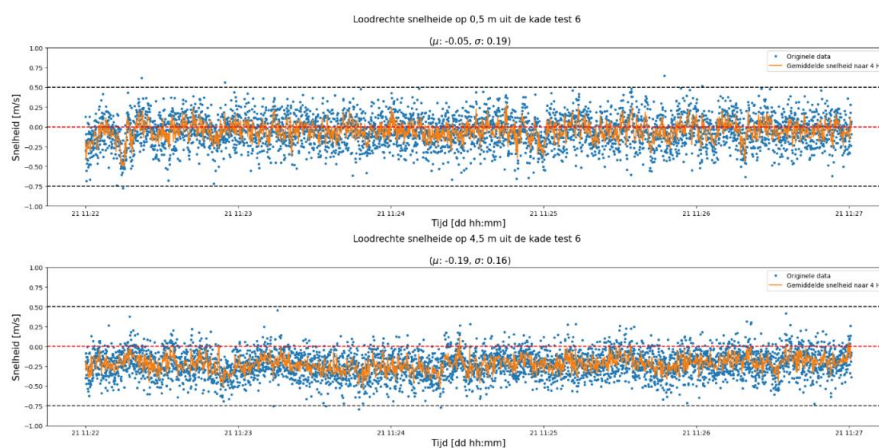 Loodrechte snelheide op 0,5 m uit de kade test 6
(μ: -0.05, σ: 0.19)
1.00
0.75
0.50
0.25
0.00
−0.25
−0.50
−0.75
−1.00
Snelheid [m/s]
Originele data
Gemiddelde snelheid naar 4 H
21 11:22
21 11:23
21 11:24
21 11:25
21 11:26
21 11:27
Tijd [dd hh:mm]
Loodrechte snelheide op 4,5 m uit de kade test 6
(μ: -0.19, σ: 0.16)
1.00
0.75
0.50
0.25
0.00
−0.25
−0.50
−0.75
−1.00
Snelheid [m/s]
Originele data
Gemiddelde snelheid naar 4 H
21 11:22
21 11:23
21 11:24
21 11:25
21 11:26
21 11:27
Tijd [dd hh:mm]